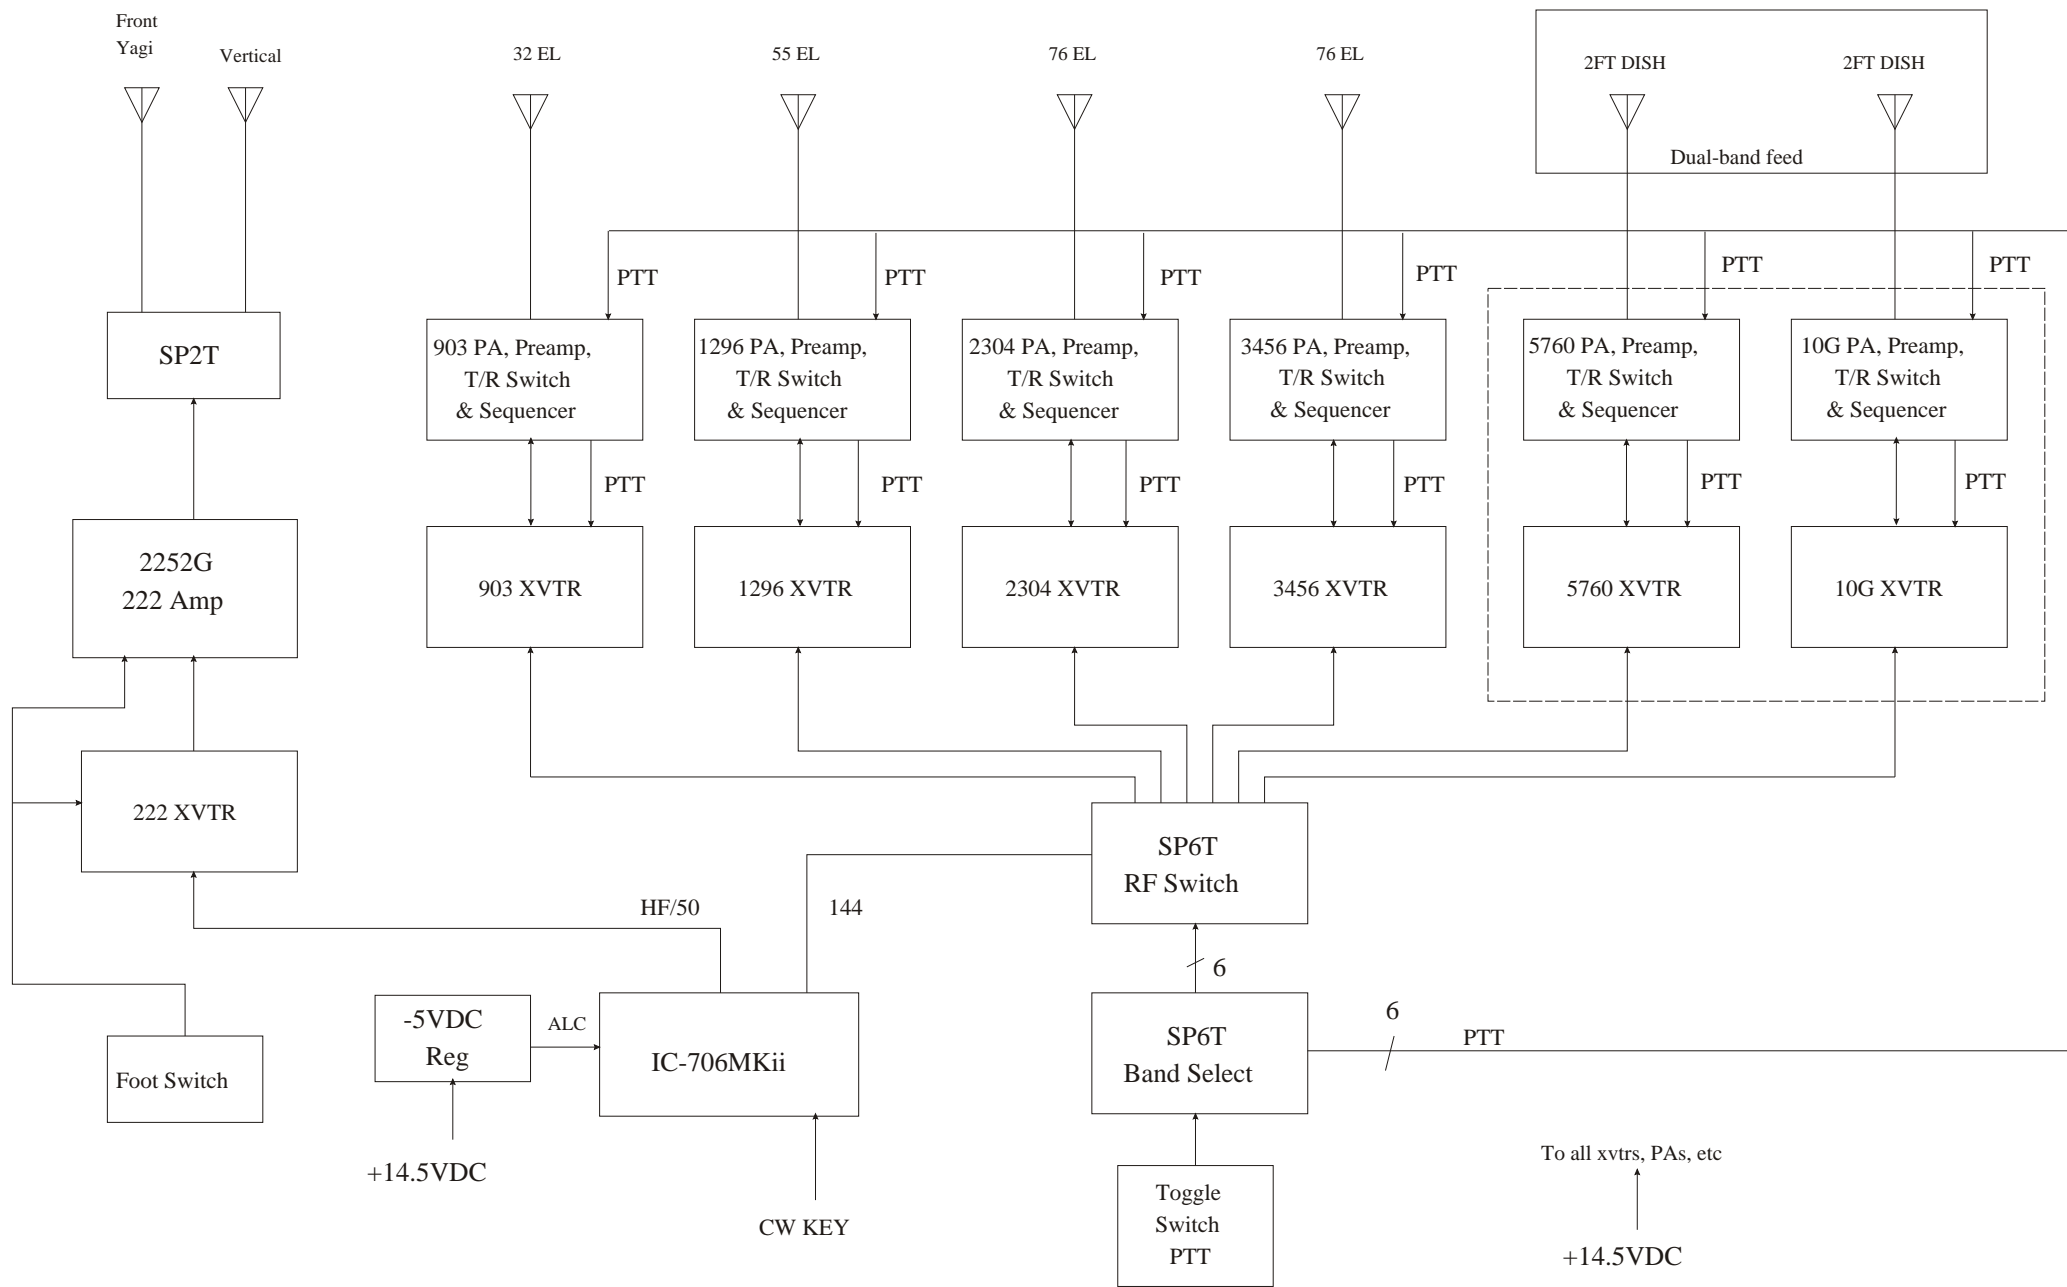 Front
Yagi
Vertical
32 EL
55 EL
76 EL
76 EL
2FT DISH
2FT DISH
Dual-band feed
PTT
PTT
PTT
PTT
PTT
PTT
SP2T
903 PA, Preamp,
T/R Switch
& Sequencer
1296 PA, Preamp,
T/R Switch
& Sequencer
2304 PA, Preamp,
T/R Switch
& Sequencer
3456 PA, Preamp,
T/R Switch
& Sequencer
5760 PA, Preamp,
T/R Switch
& Sequencer
10G PA, Preamp,
T/R Switch
& Sequencer
PTT
PTT
PTT
PTT
PTT
PTT
2252G
222 Amp
903 XVTR
1296 XVTR
2304 XVTR
3456 XVTR
5760 XVTR
10G XVTR
222 XVTR
SP6T
RF Switch
HF/50
144
6
-5VDC
Reg
ALC
IC-706MKii
SP6T
Band Select
6
PTT
Foot Switch
+14.5VDC
CW KEY
Toggle
Switch
PTT
To all xvtrs, PAs, etc
+14.5VDC